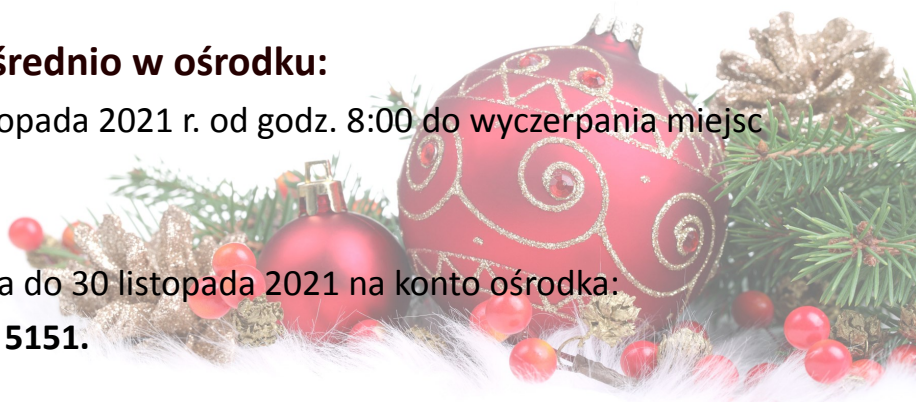 średnio w ośrodku:
opada 2021 r. od godz. 8:00 do wyczerpania miejsc
a do 30 listopada 2021 na konto ośrodka:
5151.